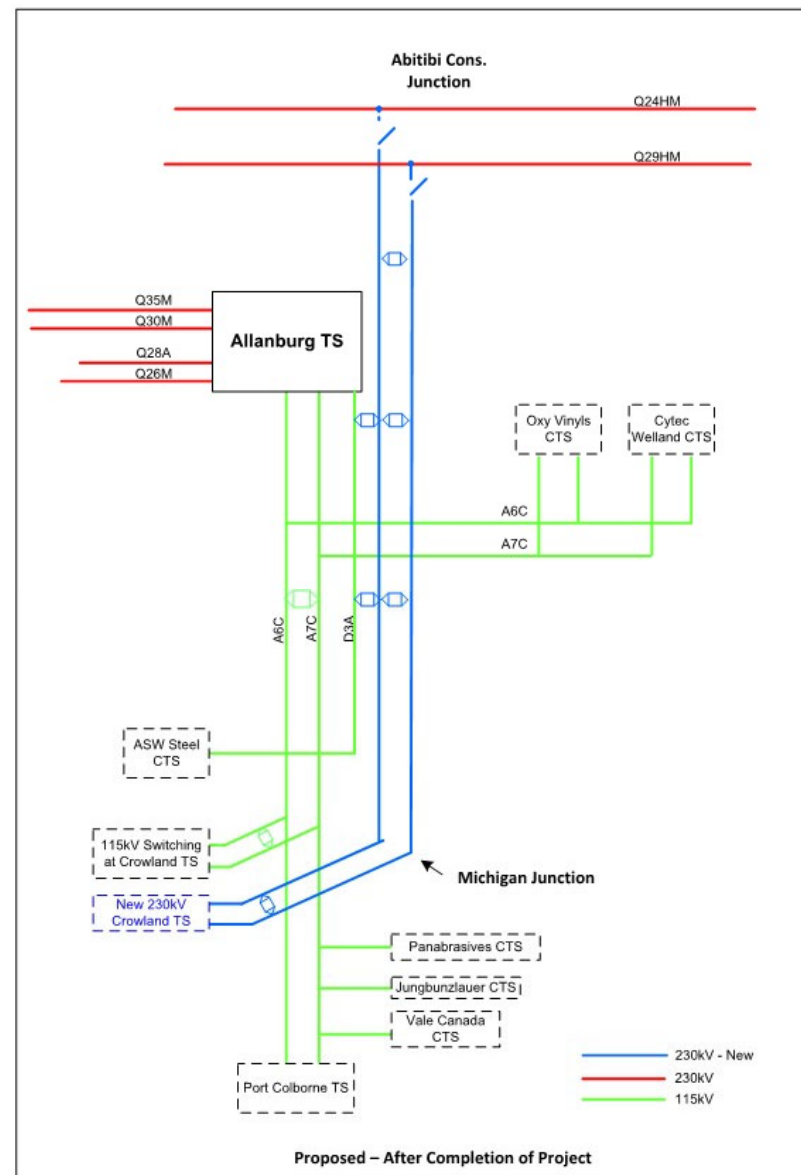 Abitibi Cons.
Junction
Q24HM
Q29HM
Q35M
Q30M
Q28A
Q26M
Allanburg TS
Oxy Vinyls
CTS
Cytec
Welland CTS
A6C
A7C
A6C
A7C
D3A
ASW Steel
CTS
115kV Switching
at Crowland TS
New 230kV
Crowland TS
Michigan Junction
Panabrasives CTS
Jungbunzlauer CTS
Vale Canada
CTS
Port Colborne TS
230kV - New
230kV
115kV
Proposed – After Completion of Project